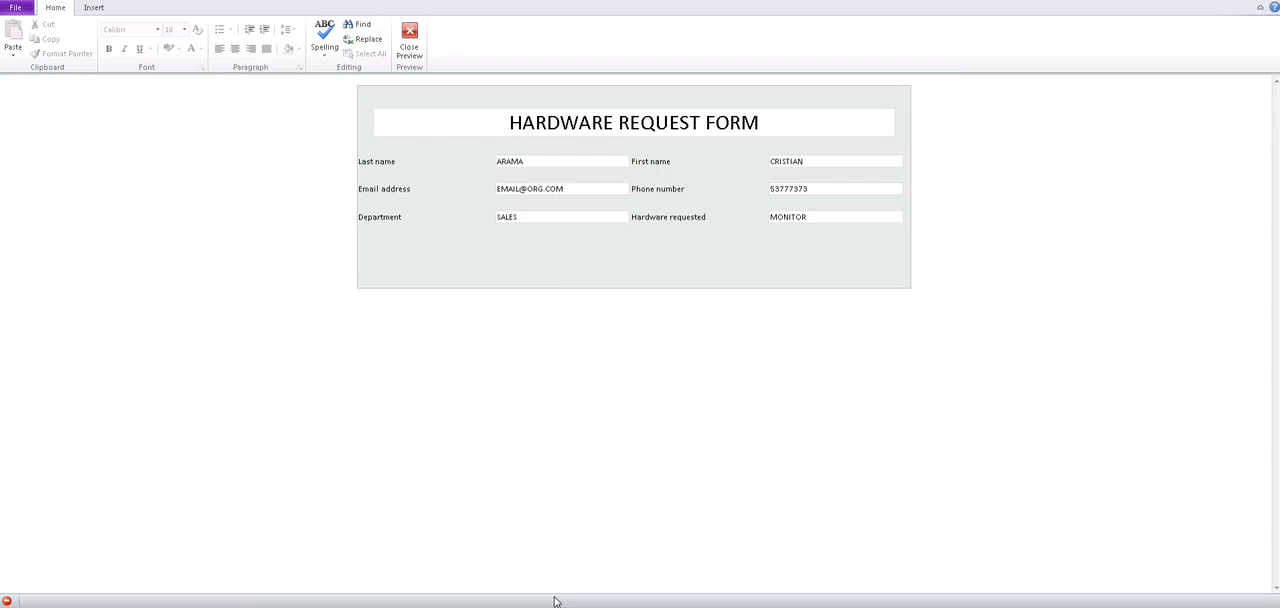 File Home Insert
Cut Calibri 10 ABC Find
Copy Replace
Paste Format Painter B I U A Spelling Select All Close Preview
Clipboard Font Paragraph Editing Preview
HARDWARE REQUEST FORM
Last name ARAMA First name CRISTIAN
Email address EMAIL@ORG.COM Phone number 53777373
Department SALES Hardware requested MONITOR